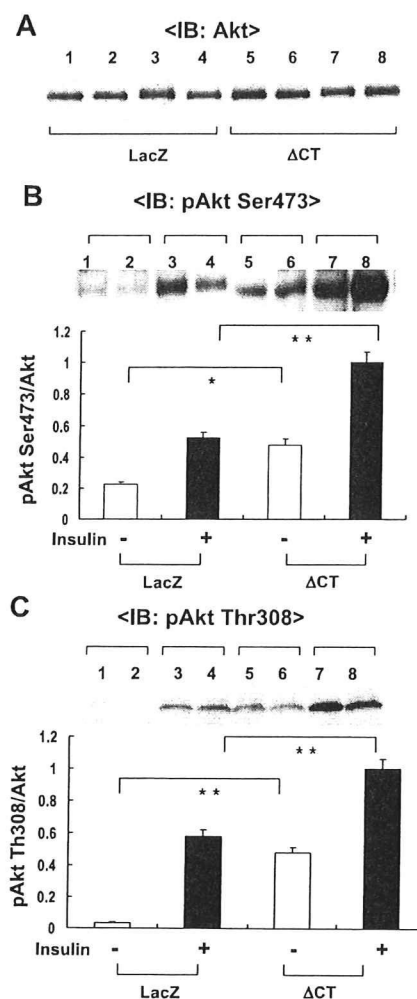 A
<IB: Akt>
1 2 3 4 5 6 7 8
LacZ ΔCT
B
<IB: pAkt Ser473>
1 2 3 4 5 6 7 8
1.2
1
0.8
0.6
0.4
0.2
0
pAkt Ser473/Akt
* *
*
Insulin - + - +
LacZ ΔCT
C
<IB: pAkt Thr308>
1 2 3 4 5 6 7 8
1.2
1
0.8
0.6
0.4
0.2
0
pAkt Th308/Akt
* *
* *
Insulin - + - +
LacZ ΔCT